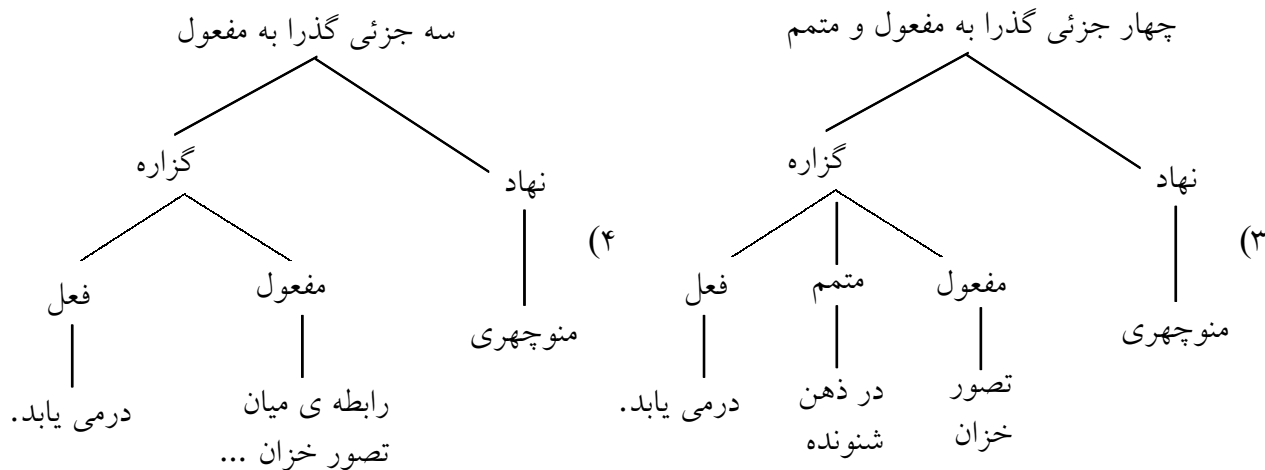 چهار جزئی گذرا به مفعول و متمم
گزاره
نهاد
۳)
مفعول
متمم
فعل
منوچهری
تصور
خزان
در ذهن
شنونده
درمی یابد.
سه جزئی گذرا به مفعول
گزاره
نهاد
۴)
مفعول
فعل
منوچهری
رابطه ی میان
تصور خزان ...
درمی یابد.